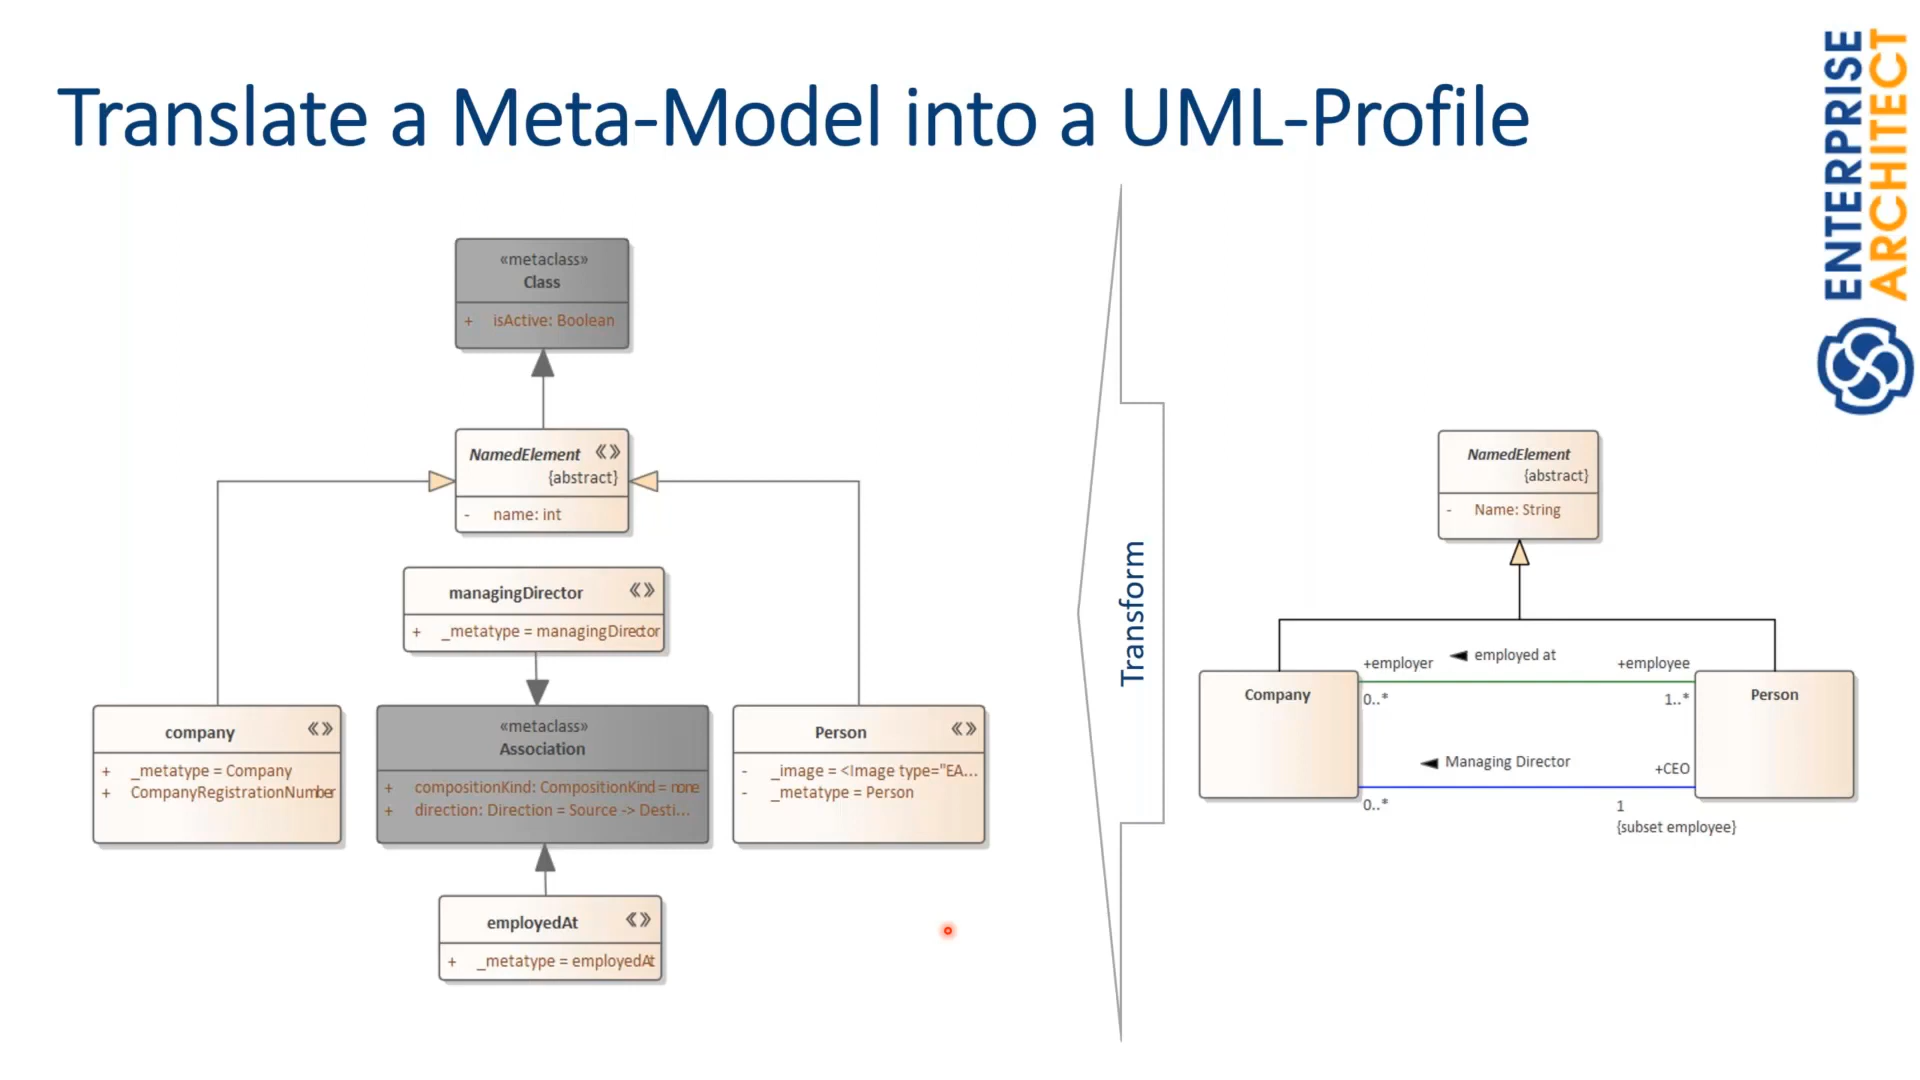 Translate a Meta-Model into a UML-Profile
ENTERPRISE
ARCHITECT
«metaclass»
Class
+ isActive: Boolean
NamedElement «»
{abstract}
- name: int
managingDirector «»
+ _metatype = managingDirector
company «»
+ _metatype = Company
+ CompanyRegistrationNumber
«metaclass»
Association
+ compositionKind: CompositionKind = none
+ direction: Direction = Source -> Desti...
Person «»
- _image = <Image type="EA...
- _metatype = Person
employedAt «»
+ _metatype = employedAt
Transform
NamedElement
{abstract}
- Name: String
Company
Person
+employer
employed at
+employee
0..*
1..*
Managing Director
+CEO
0..*
1
{subset employee}